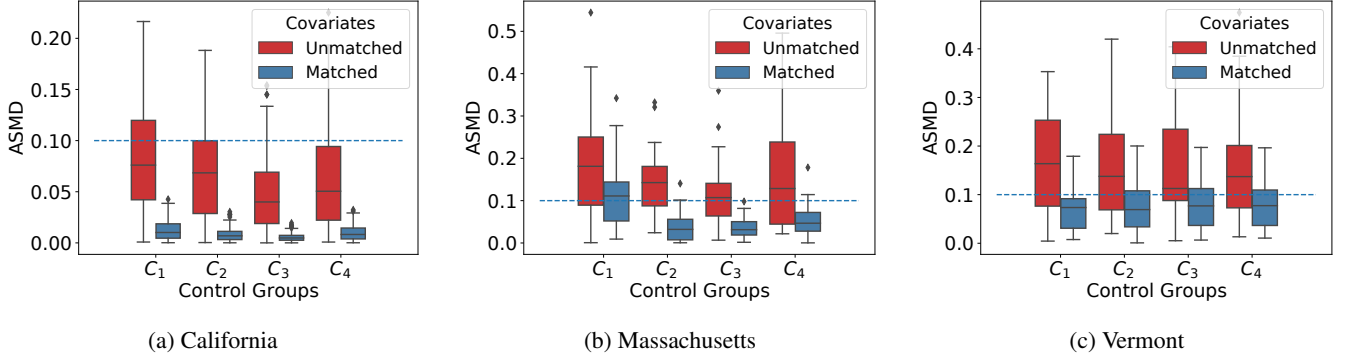 ASMD
0.20
0.15
0.10
0.05
0.00
Covariates
Unmatched
Matched
C1 C2 C3 C4
Control Groups
(a) California
ASMD
0.5
0.4
0.3
0.2
0.1
0.0
Covariates
Unmatched
Matched
C1 C2 C3 C4
Control Groups
(b) Massachusetts
ASMD
0.4
0.3
0.2
0.1
0.0
Covariates
Unmatched
Matched
C1 C2 C3 C4
Control Groups
(c) Vermont